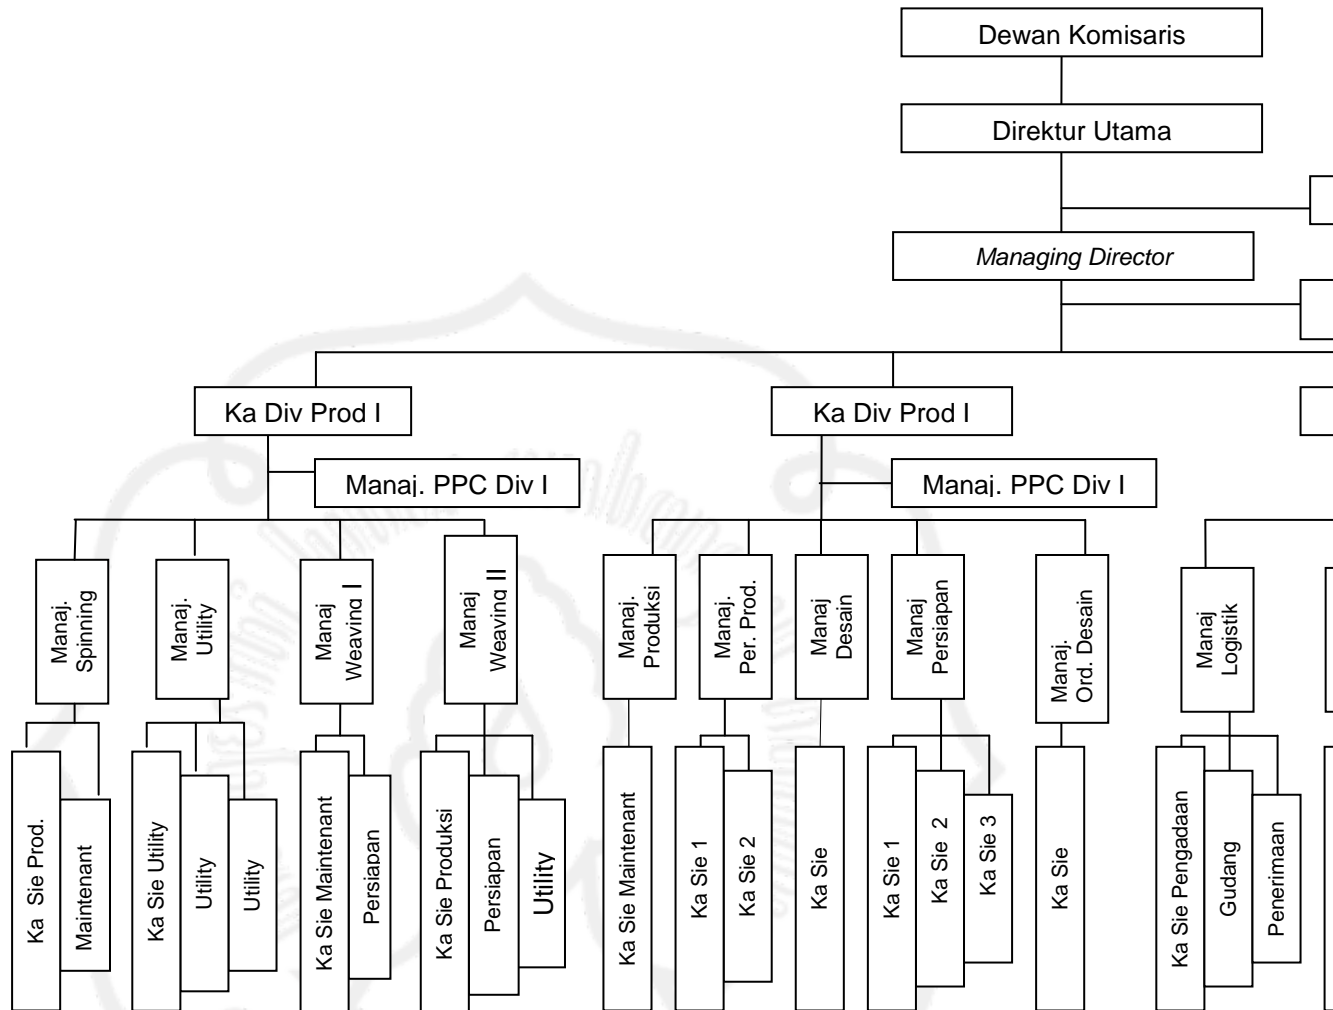 Dewan Komisaris
Direktur Utama
Managing Director
Ka Div Prod I
Ka Div Prod I
Manaj. PPC Div I
Manaj. PPC Div I
Manaj.
Spinning
Manaj.
Utility
Manaj
Weaving I
Manaj
Weaving II
Manaj.
Produksi
Manaj.
Per. Prod.
Manaj
Desain
Manaj
Persiapan
Manaj.
Ord. Desain
Manaj
Logistik
Ka Sie Prod.
Maintenant
Ka Sie Utility
Utility
Utility
Ka Sie Maintenant
Persiapan
Ka Sie Produksi
Persiapan
Utility
Ka Sie Maintenant
Ka Sie 1
Ka Sie 2
Ka Sie
Ka Sie 1
Ka Sie 2
Ka Sie 3
Ka Sie
Ka Sie Pengadaan
Gudang
Penerimaan